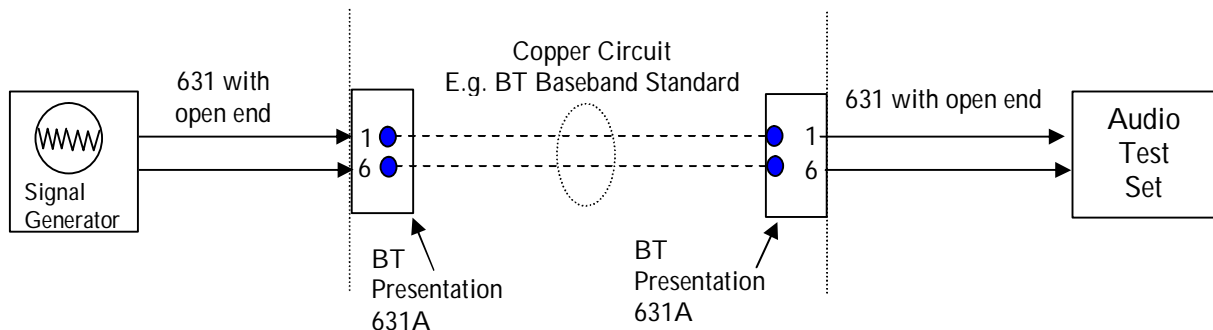 Signal
Generator
631 with
open end
1
6
BT
Presentation
631A
Copper Circuit
E.g. BT Baseband Standard
1
6
BT
Presentation
631A
631 with open end
Audio
Test
Set